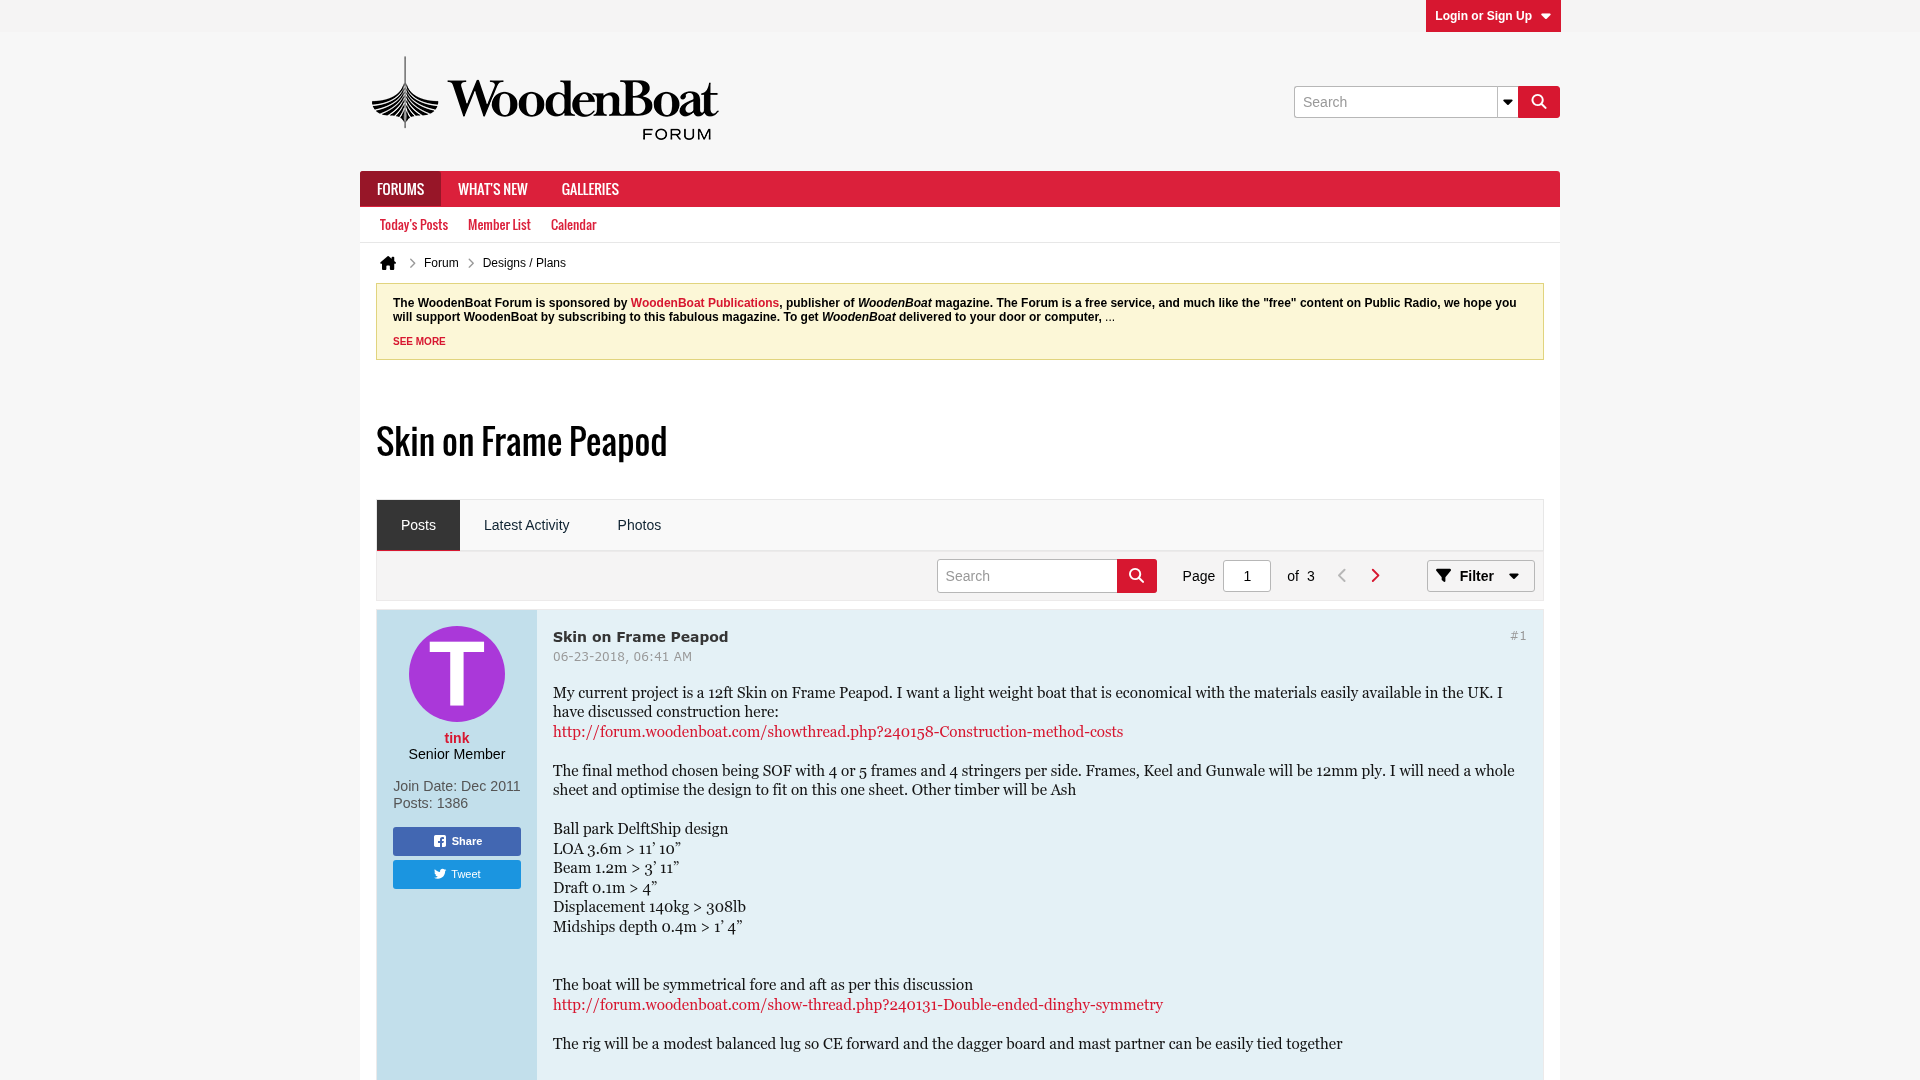 Login or Sign Up
WoodenBoat
FORUM
Search
FORUMS
WHAT'S NEW
GALLERIES
Today's Posts
Member List
Calendar
Forum
Designs / Plans
The WoodenBoat Forum is sponsored by WoodenBoat Publications, publisher of WoodenBoat magazine. The Forum is a free service, and much like the "free" content on Public Radio, we hope you
will support WoodenBoat by subscribing to this fabulous magazine. To get WoodenBoat delivered to your door or computer, ...
SEE MORE
Skin on Frame Peapod
Posts
Latest Activity
Photos
Search
Page 1 of 3
Filter
T
tink
Senior Member
Join Date: Dec 2011
Posts: 1386
Share
Tweet
Skin on Frame Peapod
#1
06-23-2018, 06:41 AM
My current project is a 12ft Skin on Frame Peapod. I want a light weight boat that is economical with the materials easily available in the UK. I
have discussed construction here:
http://forum.woodenboat.com/showthread.php?240158-Construction-method-costs
The final method chosen being SOF with 4 or 5 frames and 4 stringers per side. Frames, Keel and Gunwale will be 12mm ply. I will need a whole
sheet and optimise the design to fit on this one sheet. Other timber will be Ash
Ball park DelftShip design
LOA 3.6m > 11’ 10”
Beam 1.2m > 3’ 11”
Draft 0.1m > 4”
Displacement 140kg > 308lb
Midships depth 0.4m > 1’ 4”
The boat will be symmetrical fore and aft as per this discussion
http://forum.woodenboat.com/show-thread.php?240131-Double-ended-dinghy-symmetry
The rig will be a modest balanced lug so CE forward and the dagger board and mast partner can be easily tied together